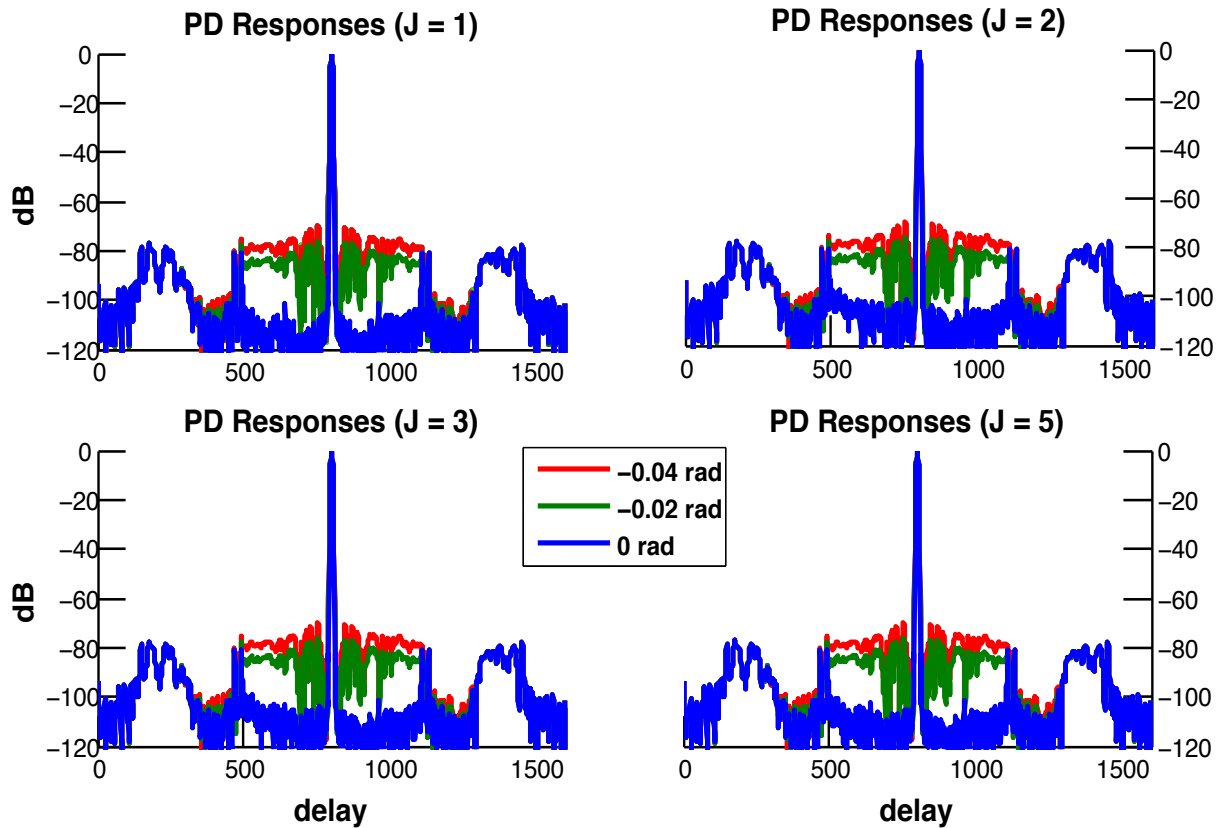 PD Responses (J = 1)
0
−20
−40
−60
−80
−100
−120
dB
0 500 1000 1500
PD Responses (J = 2)
0
−20
−40
−60
−80
−100
−120
0 500 1000 1500
PD Responses (J = 3)
0
−20
−40
−60
−80
−100
−120
dB
0 500 1000 1500
delay
−0.04 rad
−0.02 rad
0 rad
PD Responses (J = 5)
0
−20
−40
−60
−80
−100
−120
0 500 1000 1500
delay